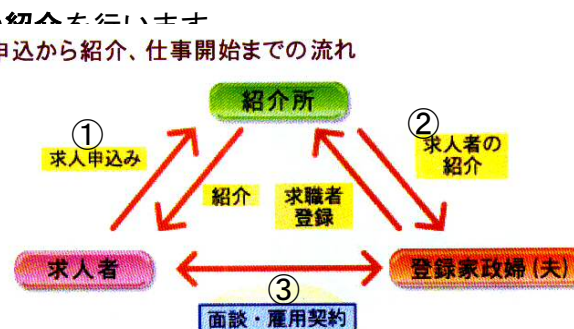 紹介を行います
申込から紹介、仕事開始までの流れ
紹介所
①
求人申込み
②
求人者の
紹介
紹介
求職者
登録
求人者
登録家政婦(夫)
③
面談・雇用契約